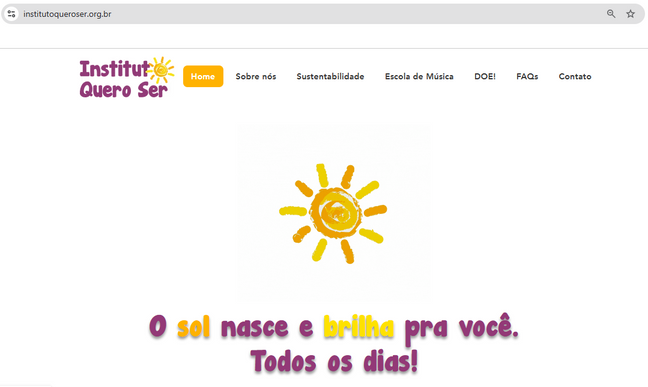 institutoqueroser.org.br
Instituto
Quero Ser
Home Sobre nós Sustentabilidade Escola de Música DOE! FAQs Contato
O sol nasce e brilha pra você.
Todos os dias!